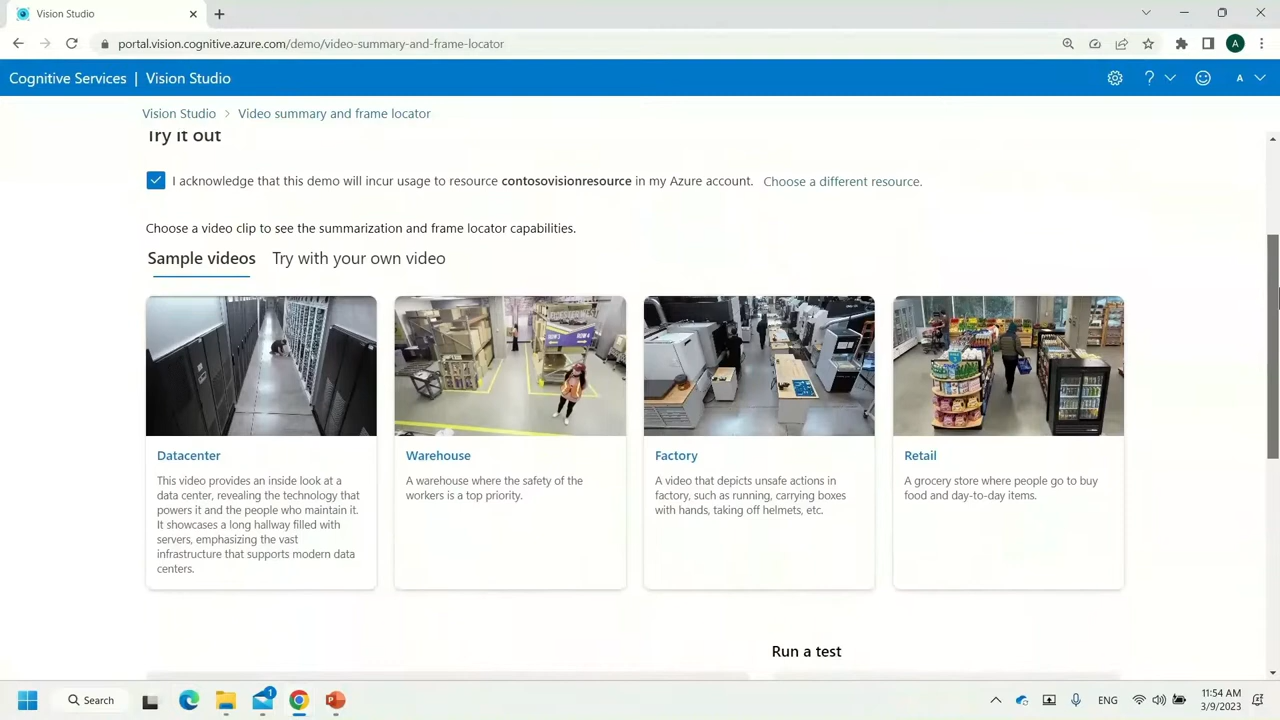 Vision Studio
portal.vision.cognitive.azure.com/demo/video-summary-and-frame-locator
A
Cognitive Services | Vision Studio
?
A
Vision Studio > Video summary and frame locator
Try it out
I acknowledge that this demo will incur usage to resource contosovisionresource in my Azure account. Choose a different resource.
Choose a video clip to see the summarization and frame locator capabilities.
Sample videos Try with your own video
Datacenter
This video provides an inside look at a
data center, revealing the technology that
powers it and the people who maintain it.
It showcases a long hallway filled with
servers, emphasizing the vast
infrastructure that supports modern data
centers.
Warehouse
A warehouse where the safety of the
workers is a top priority.
Factory
A video that depicts unsafe actions in
factory, such as running, carrying boxes
with hands, taking off helmets, etc.
Retail
A grocery store where people go to buy
food and day-to-day items.
Run a test
Search
1
P
ENG
11:54 AM
3/9/2023